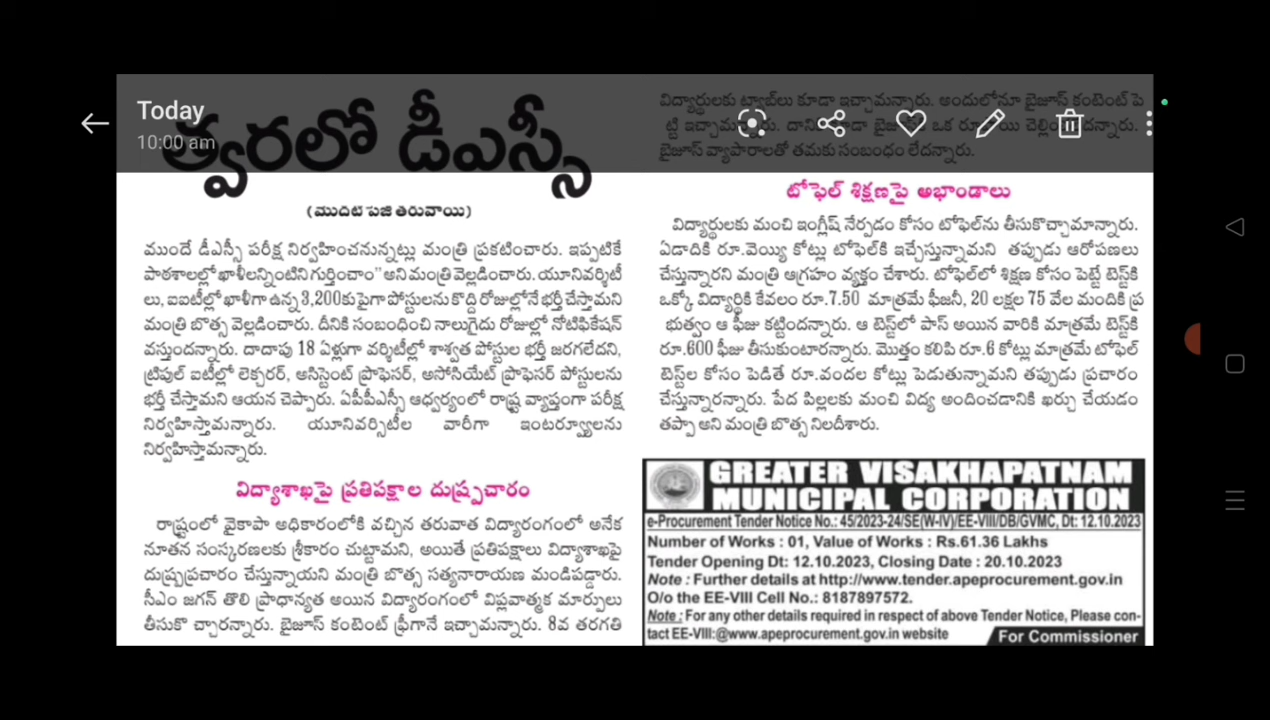 Today
10:00 am
త్వరలో డీఎస్సీ
(మొదటి పేజీ తరువాయి)
ముందే డీఎస్సీ పరీక్ష నిర్వహించనున్నట్లు మంత్రి ప్రకటించారు. ఇప్పటికే
పాఠశాలల్లో ఖాళీలన్నింటిని గుర్తించాం" అని మంత్రి వెల్లడించారు. యూనివర్శిటీ
లు, ఐఐటీల్లో ఖాళీగా ఉన్న 3,200కు పైగా పోస్టులను కొద్ది రోజుల్లోనే భర్తీ చేస్తామని
మంత్రి బొత్స వెల్లడించారు. దీనికి సంబంధించి నాలుగైదు రోజుల్లో నోటిఫికేషన్
వస్తుందన్నారు. దాదాపు 18 ఏళ్లుగా వర్శిటీల్లో శాశ్వత పోస్టుల భర్తీ జరగలేదని,
ట్రిపుల్ ఐటీల్లో లెక్చరర్, అసిస్టెంట్ ప్రొఫెసర్, అసోసియేట్ ప్రొఫెసర్ పోస్టులను
భర్తీ చేస్తామని ఆయన చెప్పారు. ఏపీపీఎస్సీ ఆధ్వర్యంలో రాష్ట్ర వ్యాప్తంగా పరీక్ష
నిర్వహిస్తామన్నారు. యూనివర్సిటీల వారీగా ఇంటర్వ్యూలను
నిర్వహిస్తామన్నారు.
విద్యాశాఖపై ప్రతిపక్షాల దుష్ప్రచారం
రాష్ట్రంలో వైకాపా అధికారంలోకి వచ్చిన తరువాత విద్యారంగంలో అనేక
నూతన సంస్కరణలకు శ్రీకారం చుట్టామని, అయితే ప్రతిపక్షాలు విద్యాశాఖపై
దుష్ప్రప్రచారం చేస్తున్నాయని మంత్రి బొత్స సత్యనారాయణ మండిపడ్డారు.
సీఎం జగన్ తొలి ప్రాధాన్యత అయిన విద్యారంగంలో విప్లవాత్మక మార్పులు
తీసుకొ చ్చారన్నారు. బైజూస్ కంటెంట్ ఫ్రీగానే ఇచ్చామన్నారు. 8వ తరగతి
విద్యార్థులకు ట్యాబ్‌లు కూడా ఇచ్చామన్నారు. అందులోనూ బైజూస్ కంటెంట్ పె
ట్టి ఇచ్చామన్నారు. ఒక
బైజూస్ వ్యాపారాలతో తమకు సంబంధం లేదన్నారు.
టోఫెల్ శిక్షణపై అభాండాలు
విద్యార్థులకు మంచి ఇంగ్లీష్ నేర్పడం కోసం టోఫెల్‌ను తీసుకొచ్చామాన్నారు.
ఏడాదికి రూ.వెయ్యి కోట్లు టోఫెల్‌కి ఇచ్చేస్తున్నామని తప్పుడు ఆరోపణలు
చేస్తున్నారని మంత్రి ఆగ్రహం వ్యక్తం చేశారు. టోఫెల్‌లో శిక్షణ కోసం పెట్టే టెస్ట్‌కి
ఒక్కో విద్యార్థికి కేవలం రూ.7.50 మాత్రమే ఫీజనీ, 20 లక్షల 75 వేల మందికి ప్ర
భుత్వం ఆ ఫీజు కట్టిందన్నారు. ఆ టెస్ట్‌లో పాస్ అయిన వారికి మాత్రమే టెస్ట్‌కి
రూ.600 ఫీజు తీసుకుంటారన్నారు. మొత్తం కలిపి రూ.6 కోట్లు మాత్రమే టోఫెల్
టెస్ట్‌ల కోసం పెడితే రూ.వందల కోట్లు పెడుతున్నామని తప్పుడు ప్రచారం
చేస్తున్నారన్నారు. పేద పిల్లలకు మంచి విద్య అందించడానికి ఖర్చు చేయడం
తప్పా అని మంత్రి బొత్స నిలదీశారు.
GREATER VISAKHAPATNAM
MUNICIPAL CORPORATION
e-Procurement Tender Notice No.: 45/2023-24/SE(W-IV)/EE-VIII/DB/GVMC, Dt: 12.10.2023
Number of Works : 01, Value of Works : Rs.61.36 Lakhs
Tender Opening Dt: 12.10.2023, Closing Date : 20.10.2023
Note : Further details at http://www.tender.apeprocurement.gov.in
O/o the EE-VIII Cell No.: 8187897572.
Note : For any other details required in respect of above Tender Notice, Please con-
tact EE-VIII:@www.apeprocurement.gov.in website
For Commissioner